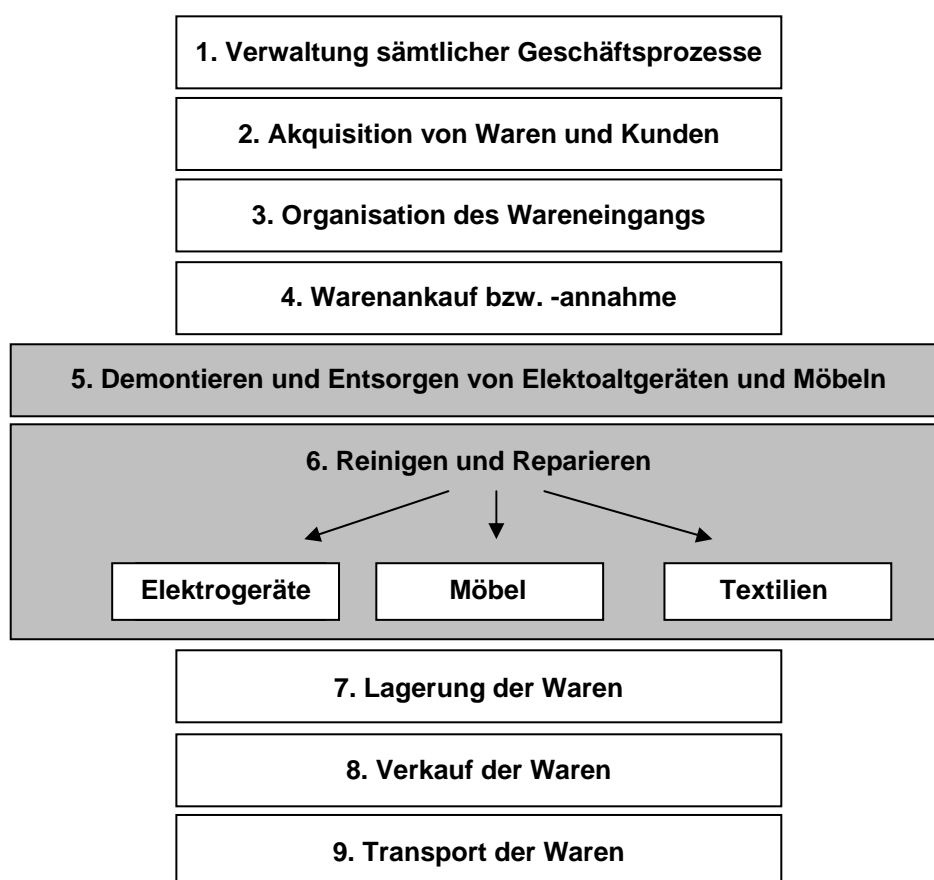 1. Verwaltung sämtlicher Geschäftsprozesse
2. Akquisition von Waren und Kunden
3. Organisation des Wareneingangs
4. Warenankauf bzw. -annahme
5. Demontieren und Entsorgen von Elektoaltgeräten und Möbeln
6. Reinigen und Reparieren
Elektrogeräte
Möbel
Textilien
7. Lagerung der Waren
8. Verkauf der Waren
9. Transport der Waren